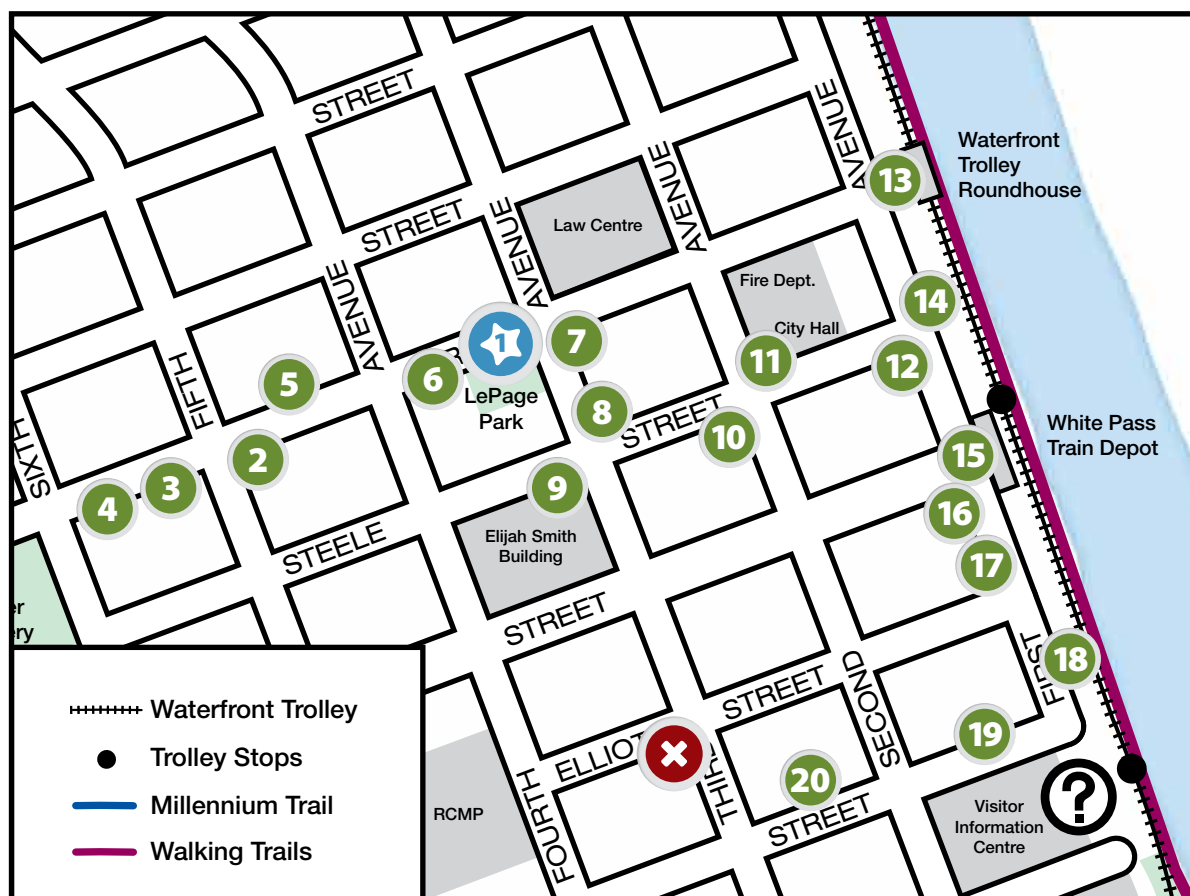 STREET
AVENUE
Waterfront
Trolley
Roundhouse
13
AVENUE
AVENUE
STREET
AVENUE
Law Centre
Fire Dept.
City Hall
14
AVENUE
1
7
11
12
5
6
LePage
Park
8
STREET
10
White Pass
Train Depot
15
FIFTH
SIXTH
2
3
4
9
16
Elijah Smith
Building
STEELE
17
STREET
er
ry
FIRST
18
SECOND
STREET
ELLIOT
THIRD
19
20
STREET
FOURTH
RCMP
Visitor
Information
Centre
?
Waterfront Trolley
Trolley Stops
Millennium Trail
Walking Trails